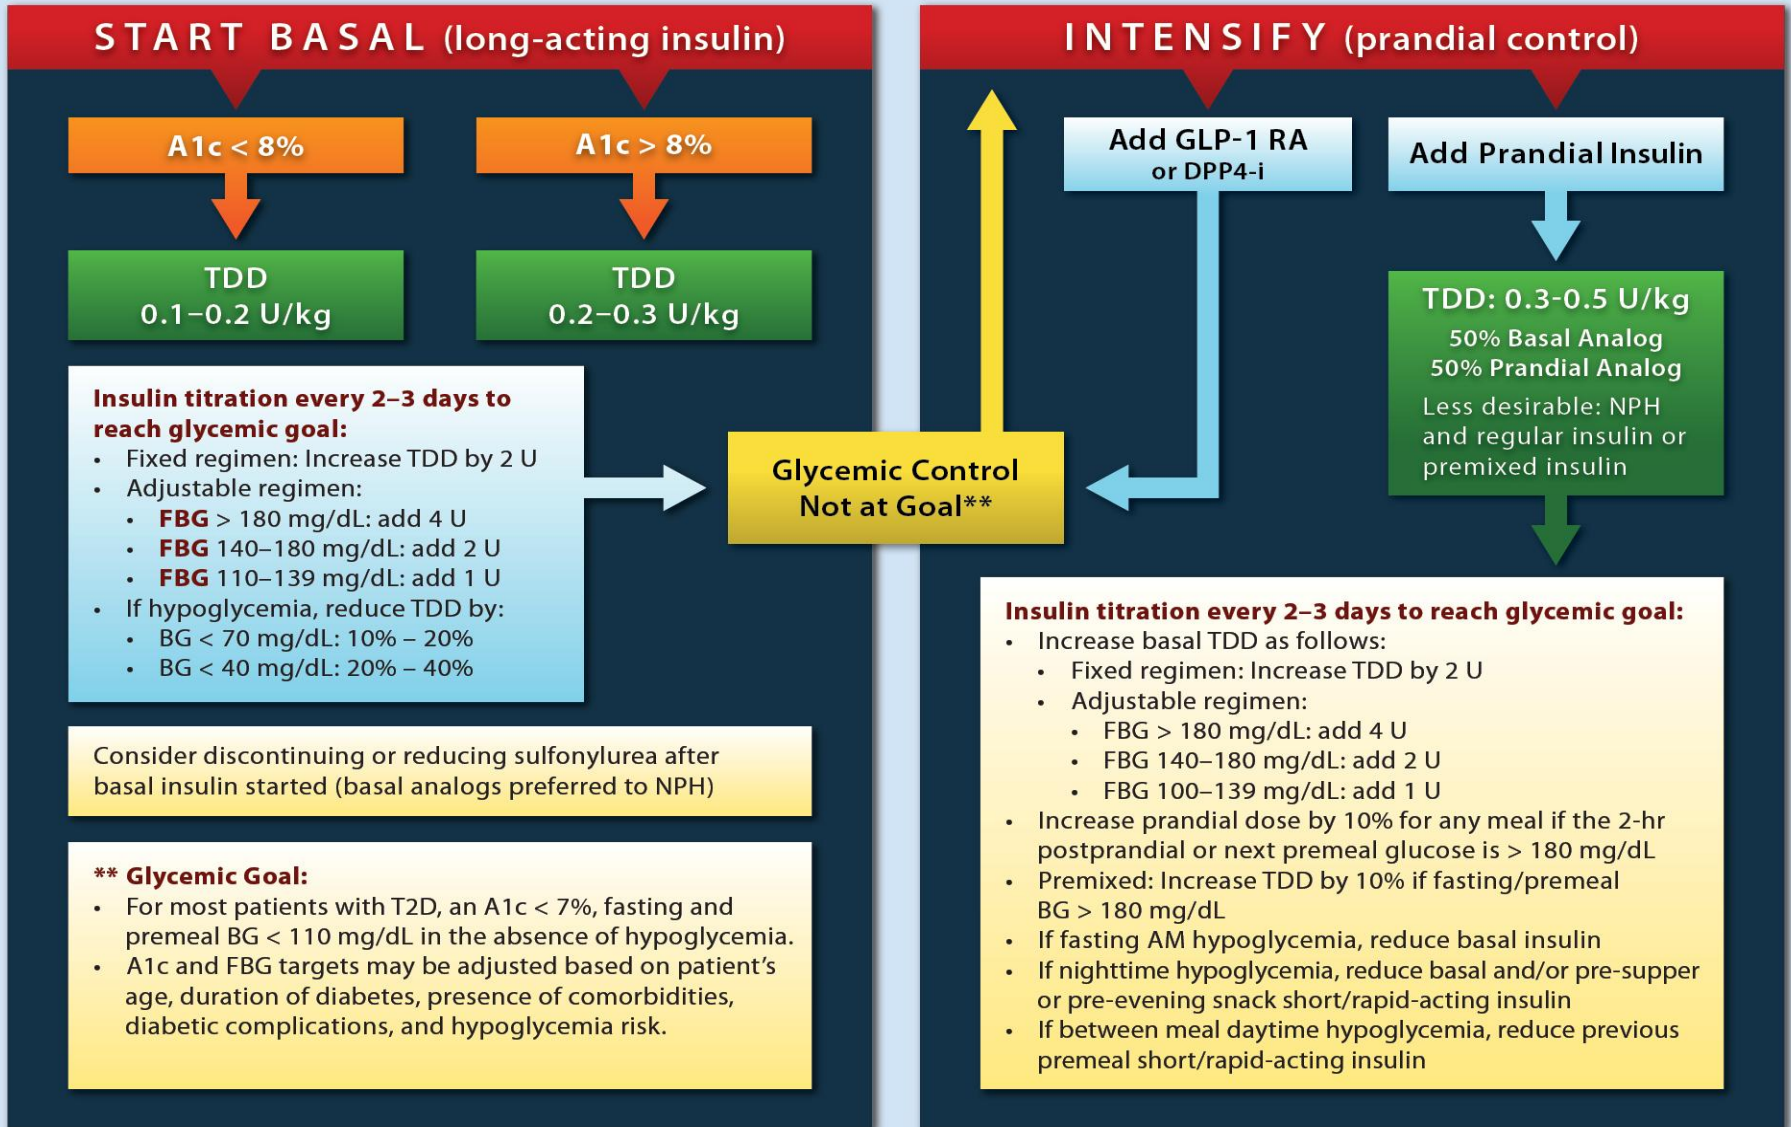 START BASAL (long-acting insulin)
A1c < 8%
A1c > 8%
TDD
0.1–0.2 U/kg
TDD
0.2–0.3 U/kg
Insulin titration every 2–3 days to
reach glycemic goal:
• Fixed regimen: Increase TDD by 2 U
• Adjustable regimen:
• FBG > 180 mg/dL: add 4 U
• FBG 140–180 mg/dL: add 2 U
• FBG 110–139 mg/dL: add 1 U
• If hypoglycemia, reduce TDD by:
• BG < 70 mg/dL: 10% – 20%
• BG < 40 mg/dL: 20% – 40%
Consider discontinuing or reducing sulfonylurea after
basal insulin started (basal analogs preferred to NPH)
** Glycemic Goal:
• For most patients with T2D, an A1c < 7%, fasting and
premeal BG < 110 mg/dL in the absence of hypoglycemia.
• A1c and FBG targets may be adjusted based on patient's
age, duration of diabetes, presence of comorbidities,
diabetic complications, and hypoglycemia risk.
Glycemic Control
Not at Goal**
INTENSIFY (prandial control)
Add GLP-1 RA
or DPP4-i
Add Prandial Insulin
TDD: 0.3-0.5 U/kg
50% Basal Analog
50% Prandial Analog
Less desirable: NPH
and regular insulin or
premixed insulin
Insulin titration every 2–3 days to reach glycemic goal:
• Increase basal TDD as follows:
• Fixed regimen: Increase TDD by 2 U
• Adjustable regimen:
• FBG > 180 mg/dL: add 4 U
• FBG 140–180 mg/dL: add 2 U
• FBG 100–139 mg/dL: add 1 U
• Increase prandial dose by 10% for any meal if the 2-hr
postprandial or next premeal glucose is > 180 mg/dL
• Premixed: Increase TDD by 10% if fasting/premeal
BG > 180 mg/dL
• If fasting AM hypoglycemia, reduce basal insulin
• If nighttime hypoglycemia, reduce basal and/or pre-supper
or pre-evening snack short/rapid-acting insulin
• If between meal daytime hypoglycemia, reduce previous
premeal short/rapid-acting insulin